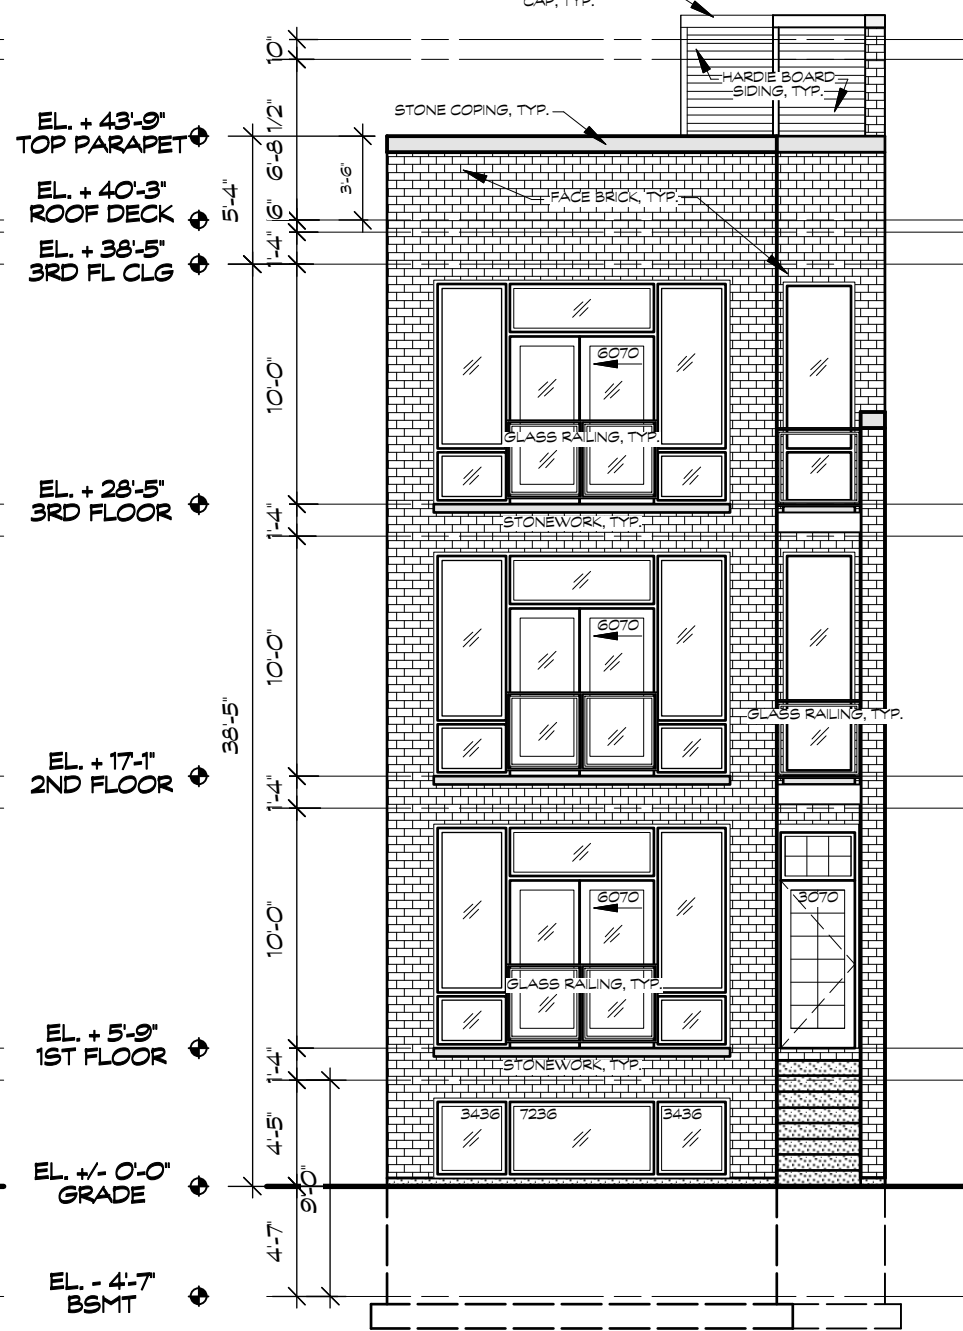 CAP, TYP.
10"
HARDIE BOARD
SIDING, TYP.
STONE COPING, TYP.
EL. + 43'-9"
TOP PARAPET
6'-8 1/2"
3'-6"
5'-4"
EL. + 40'-3"
ROOF DECK
FACE BRICK, TYP.
6"
EL. + 38'-5"
3RD FL CLG
1'-4"
6070
10'-0"
GLASS RAILING, TYP.
EL. + 28'-5"
3RD FLOOR
1'-4"
STONEWORK, TYP.
6070
10'-0"
38'-5"
GLASS RAILING, TYP.
EL. + 17'-1"
2ND FLOOR
1'-4"
6070
3070
10'-0"
GLASS RAILING, TYP.
EL. + 5'-9"
1ST FLOOR
1'-4"
STONEWORK, TYP.
3436
7236
3436
4'-5"
EL. +/- 0'-0"
GRADE
9'-0"
4'-7"
EL. - 4'-7"
BSMT